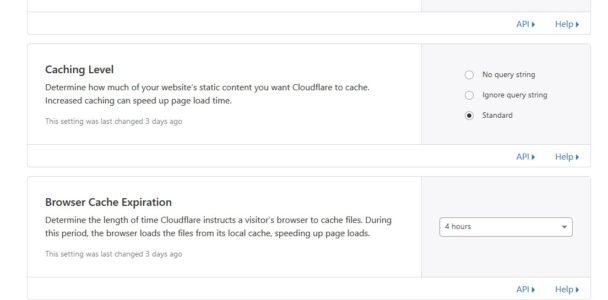 API Help
Caching Level
Determine how much of your website's static content you want Cloudflare to cache.
Increased caching can speed up page load time.
This setting was last changed 3 days ago
No query string
Ignore query string
Standard
API Help
Browser Cache Expiration
Determine the length of time Cloudflare instructs a visitor's browser to cache files. During
this period, the browser loads the files from its local cache, speeding up page loads.
This setting was last changed 3 days ago
4 hours
API Help